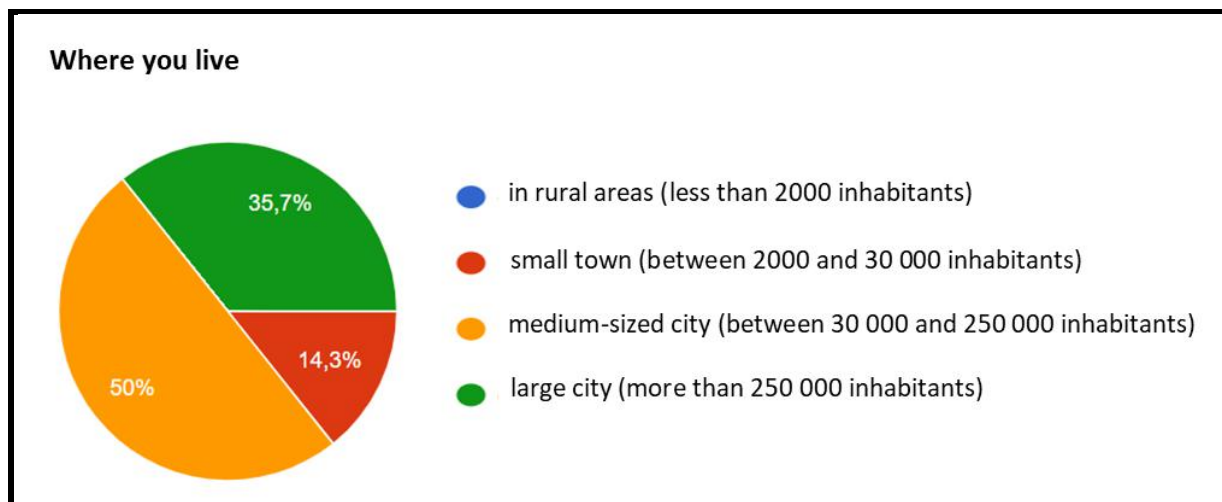 Where you live
35,7%
14,3%
50%
in rural areas (less than 2000 inhabitants)
small town (between 2000 and 30 000 inhabitants)
medium-sized city (between 30 000 and 250 000 inhabitants)
large city (more than 250 000 inhabitants)